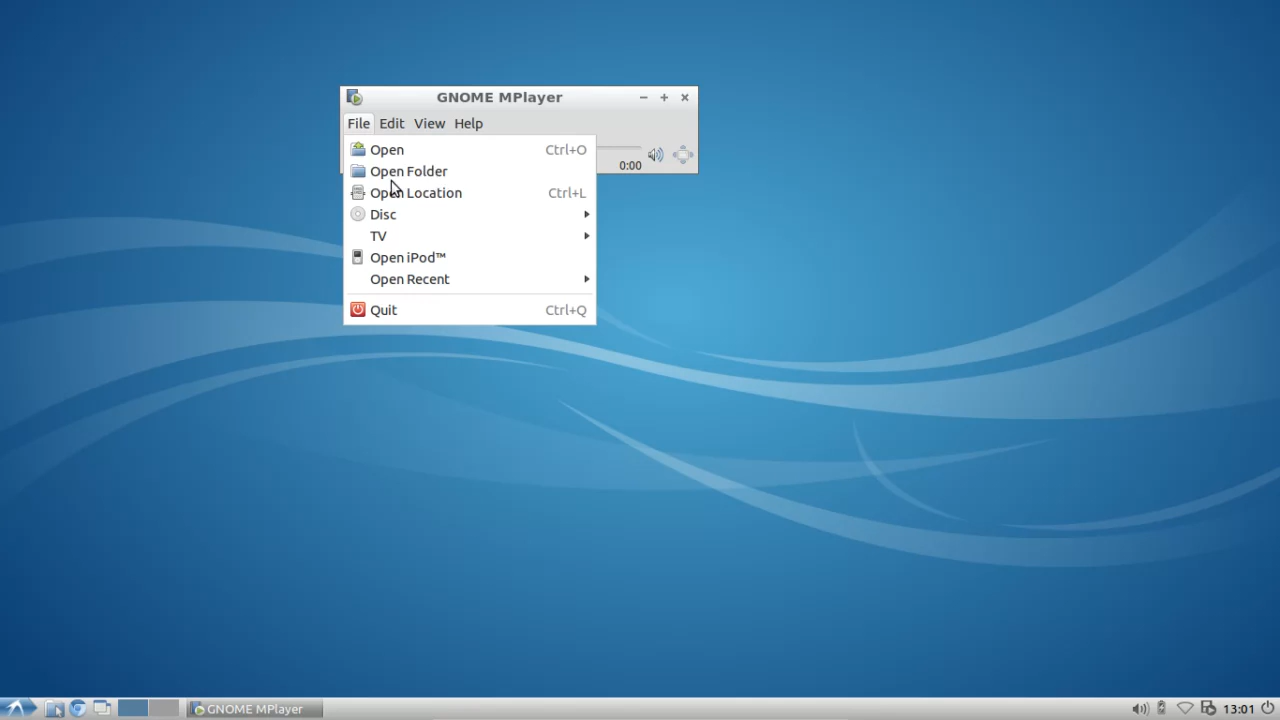 GNOME MPlayer
File Edit View Help
Open Ctrl+O
Open Folder
0:00
Open Location Ctrl+L
Disc
TV
Open iPod™
Open Recent
Quit Ctrl+Q
GNOME MPlayer 13:01